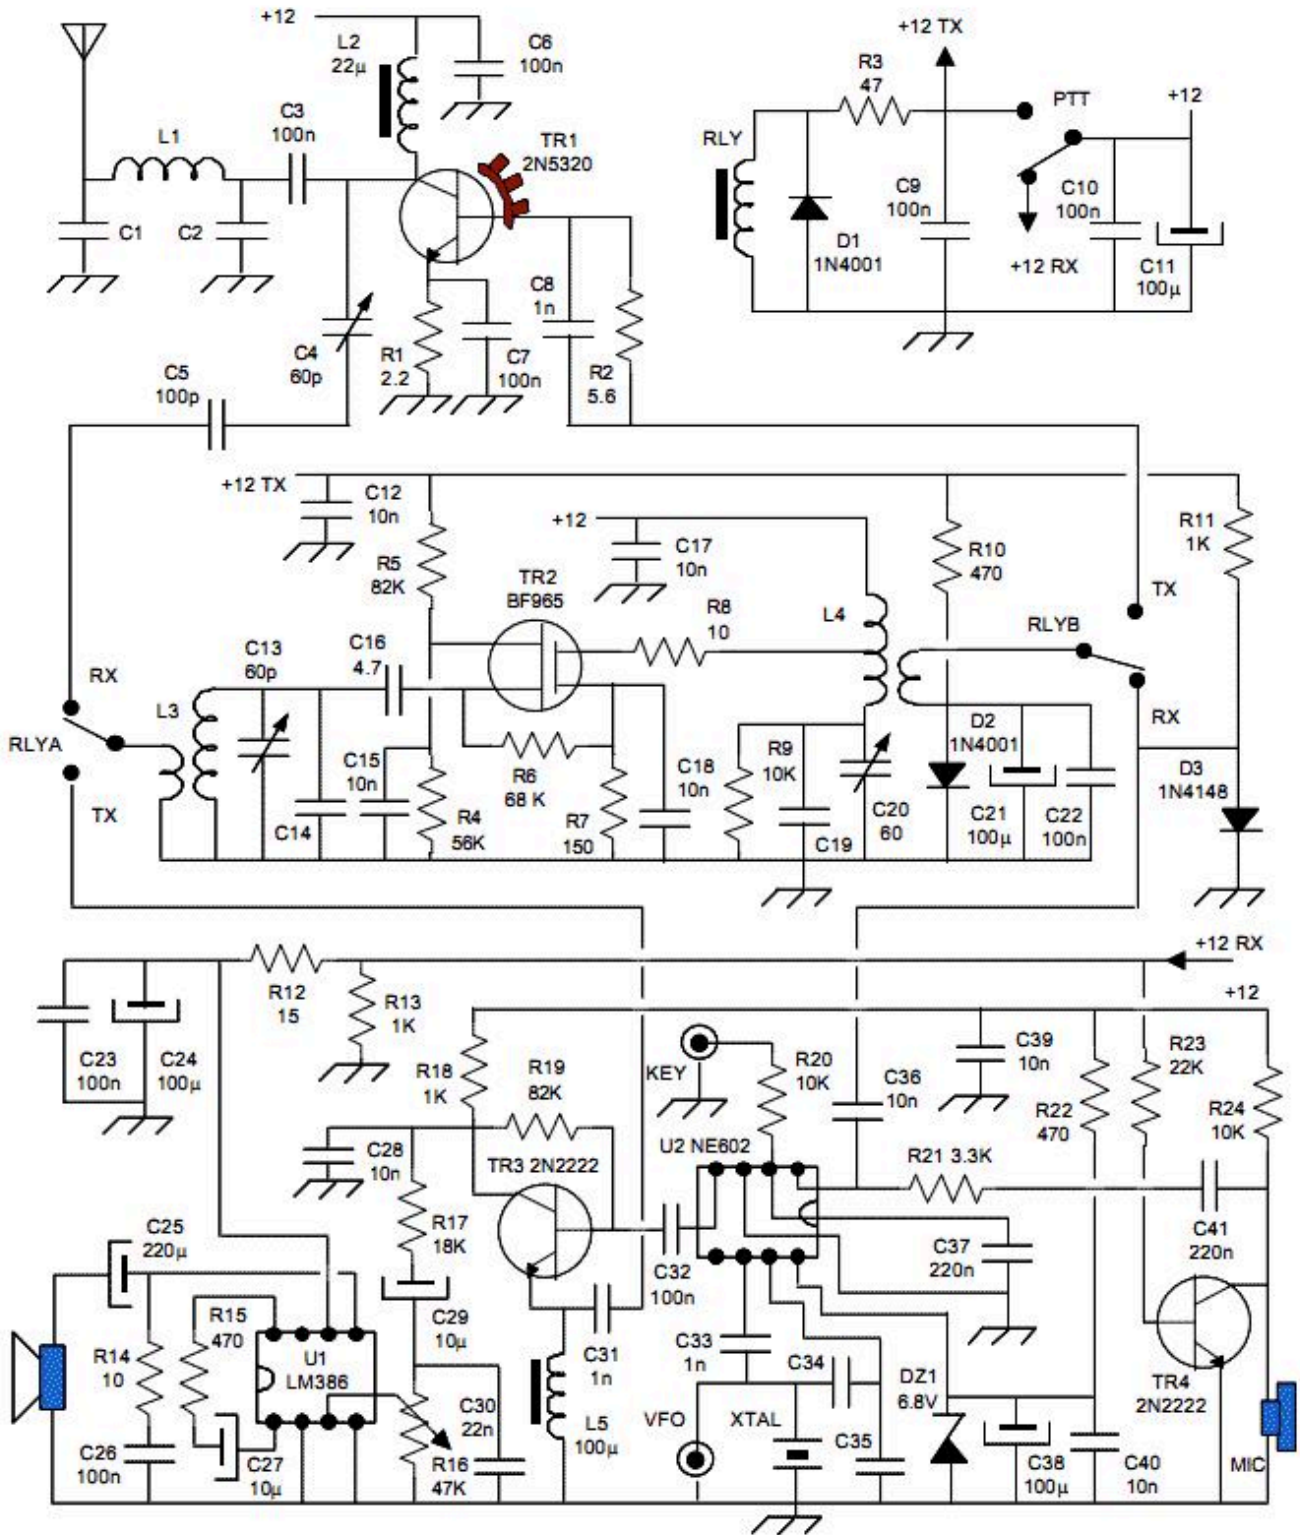 +12
L2
22µ
C6
100n
+12 TX
R3
47
PTT
+12
C3
100n
L1
TR1
2N5320
RLY
C9
100n
C10
100n
C1
C2
D1
1N4001
+12 RX
C11
100µ
C8
1n
C4
60p
R1
2.2
C7
100n
R2
5.6
C5
100p
+12 TX
C12
10n
+12
C17
10n
R11
1K
R5
82K
TR2
BF965
R10
470
TX
R8
10
L4
RLYB
C13
60p
C16
4.7
RX
L3
RLYA
RX
D2
1N4001
TX
C15
10n
R6
68 K
C18
10n
R9
10K
D3
1N4148
C14
R4
56K
R7
150
C19
C20
60
C21
100µ
C22
100n
+12 RX
R12
15
R13
1K
+12
C23
100n
C24
100µ
R18
1K
R19
82K
KEY
R20
10K
C36
10n
C39
10n
R23
22K
R22
470
R24
10K
C28
10n
TR3 2N2222
U2 NE602
R21 3.3K
C25
220µ
R17
18K
C32
100n
C37
220n
C41
220n
R15
470
C29
10µ
C31
1n
C33
1n
C34
R14
10
U1
LM386
DZ1
6.8V
TR4
2N2222
C30
22n
L5
100µ
VFO
XTAL
C35
C26
100n
C27
10µ
R16
47K
C38
100µ
C40
10n
MIC